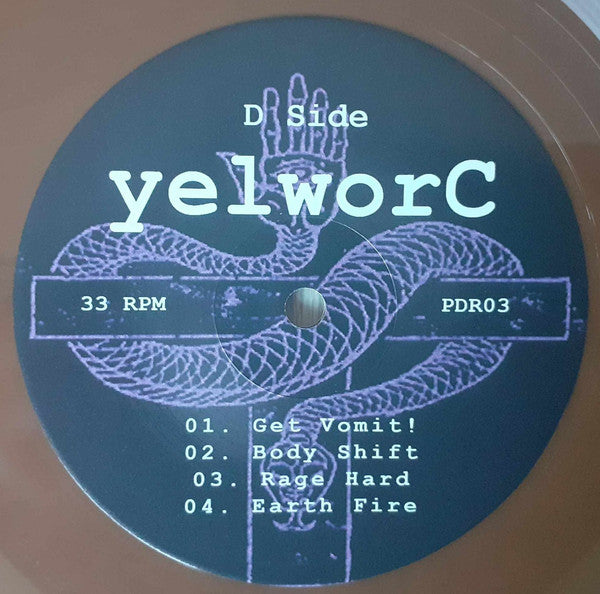 D Side
yelworC
33 RPM
PDR03
01. Get Vomit!
02. Body Shift
03. Rage Hard
04. Earth Fire